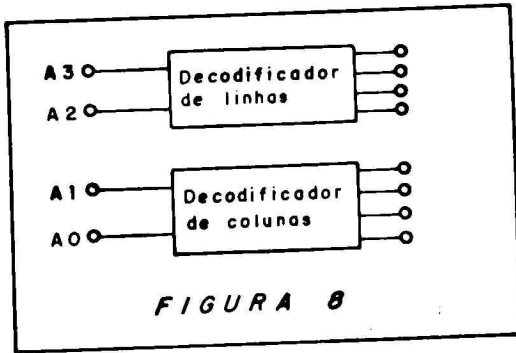 A3
Decodificador
de linhas
A2
A1
Decodificador
de colunas
A0
FIGURA 8